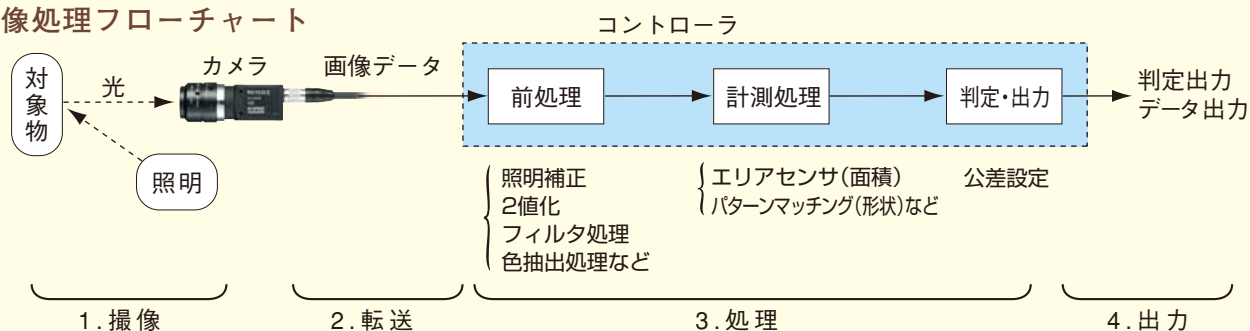 像処理フローチャート
コントローラ
対象物
光
カメラ
画像データ
照明
前処理
計測処理
判定・出力
判定出力
データ出力
照明補正
2値化
フィルタ処理
色抽出処理など
エリアセンサ(面積)
パターンマッチング(形状)など
公差設定
1.撮像
2.転送
3.処理
4.出力